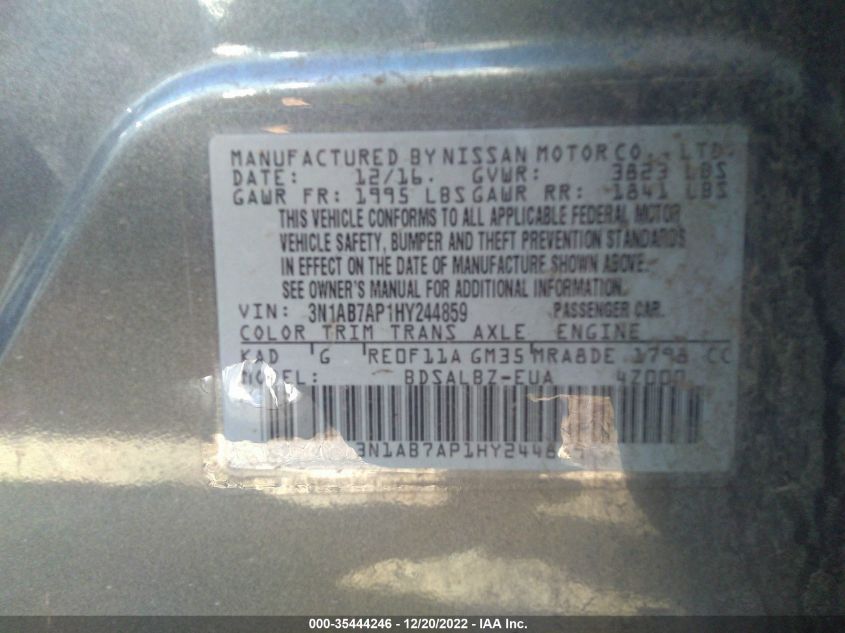 MANUFACTURED BY NISSAN MOTOR CO., LTD.
DATE: 12/16. GVWR: 3823 LBS
GAWR FR: 1995 LBS GAWR RR: 1841 LBS
THIS VEHICLE CONFORMS TO ALL APPLICABLE FEDERAL MOTOR
VEHICLE SAFETY, BUMPER AND THEFT PREVENTION STANDARDS
IN EFFECT ON THE DATE OF MANUFACTURE SHOWN ABOVE.
SEE OWNER'S MANUAL FOR ADDITIONAL INFORMATION.
VIN: 3N1AB7AP1HY244859 PASSENGER CAR.
COLOR TRIM TRANS AXLE ENGINE
KAD G RE0F11A GM35 MRA8DE 1798 CC
MODEL: BDSALBZ-EUA 4Z000
3N1AB7AP1HY2448
000-35444246 - 12/20/2022 - IAA Inc.